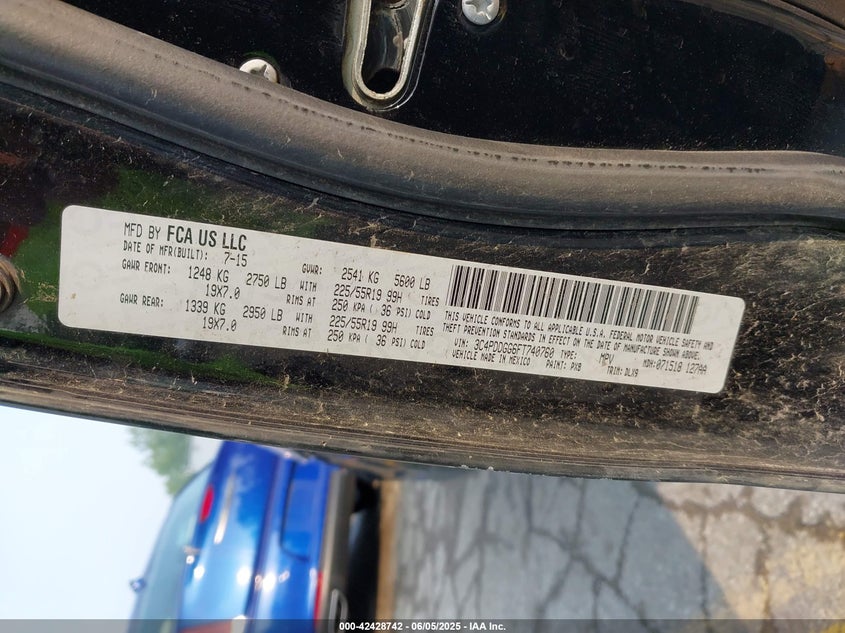 MFD BY FCA US LLC
DATE OF MFR(BUILT): 7-15
GVWR: 2541 KG 5600 LB
GAWR FRONT: 1248 KG 2750 LB WITH 225/55R19 99H TIRES
19X7.0 RIMS AT 250 KPA ( 36 PSI) COLD
GAWR REAR: 1339 KG 2950 LB WITH 225/55R19 99H TIRES
19X7.0 RIMS AT 250 KPA ( 36 PSI) COLD
THIS VEHICLE CONFORMS TO ALL APPLICABLE U.S.A. FEDERAL MOTOR VEHICLE SAFETY AND
THEFT PREVENTION STANDARDS IN EFFECT ON THE DATE OF MANUFACTURE SHOWN ABOVE.
VIN: 3C4PDDGG6FT740760 TYPE: MPV
VEHICLE MADE IN MEXICO PAINT: PX8 MDH: 071518 127AA
TRIM: DLX9
000-42428742 - 06/05/2025 - IAA Inc.